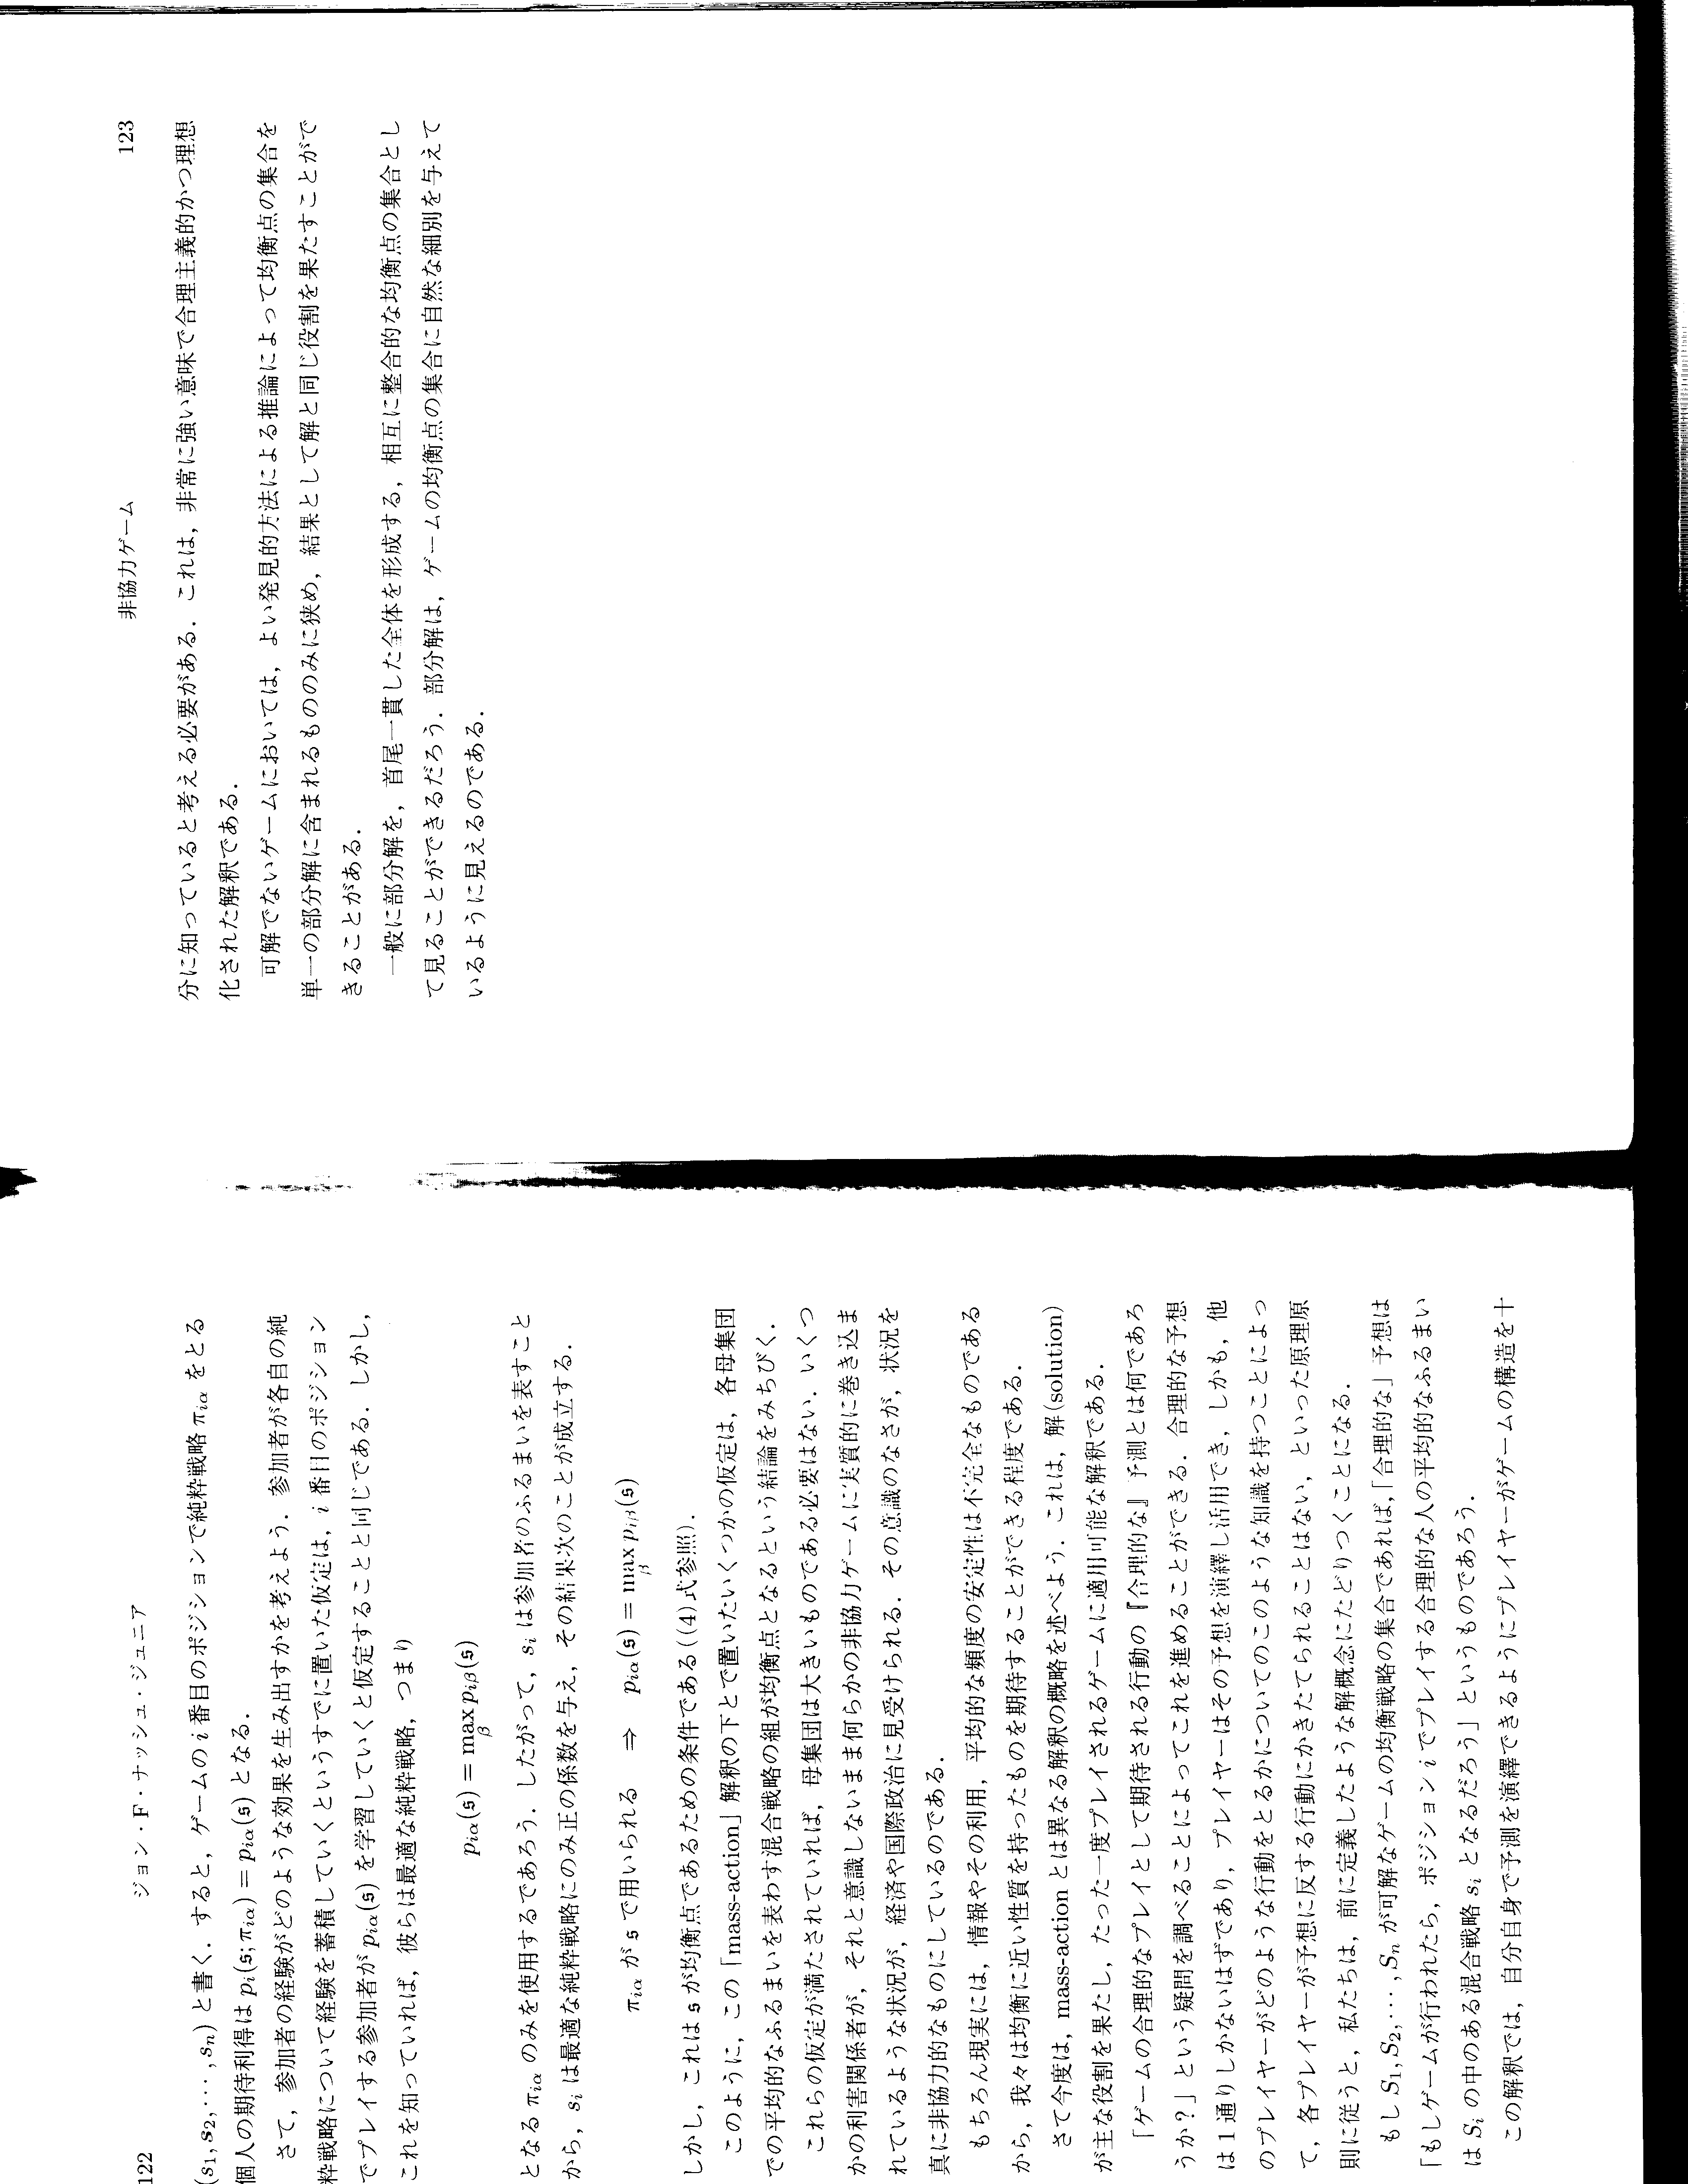 122
ジョン・F・ナッシュ・ジュニア
(s₁,s₂,⋯,sₙ) と書く. すると, ゲームの i 番目のポジションで純粋戦略 πᵢα をとる
個人の期待利得は pᵢ(𝔰;πᵢα) = pᵢα(𝔰) となる.
さて, 参加者の経験がどのような効果を生み出すかを考えよう. 参加者が各自の純
粋戦略について経験を蓄積していくというすでに置いた仮定は, i 番目のポジション
でプレイする参加者が pᵢα(𝔰) を学習していくと仮定することと同じである. しかし,
これを知っていれば, 彼らは最適な純粋戦略, つまり
pᵢα(𝔰) = max pᵢβ(𝔰)
β
となる πᵢα のみを使用するであろう. したがって, sᵢ は参加者のふるまいを表すこと
から, sᵢ は最適な純粋戦略にのみ正の係数を与え, その結果次のことが成立する.
πᵢα が 𝔰 で用いられる ⇒ pᵢα(𝔰) = max pᵢβ(𝔰)
β
しかし, これは 𝔰 が均衡点であるための条件である ((4)式参照).
このように, この「mass-action」解釈の下とで置いたいくつかの仮定は, 各母集団
での平均的なふるまいを表わす混合戦略の組が均衡点となるという結論をみちびく.
これらの仮定が満たされていれば, 母集団は大きいものである必要はない. いくつ
かの利害関係者が, それと意識しないまま何らかの非協力ゲームに実質的に巻き込ま
れているような状況が, 経済や国際政治に見受けられる. その意識のなさが, 状況を
真に非協力的なものにしているのである.
もちろん現実には, 情報やその利用, 平均的な頻度の安定性は不完全なものである
から, 我々は均衡に近い性質を持ったものを期待することができる程度である.
さて今度は, mass-action とは異なる解釈の概略を述べよう. これは, 解(solution)
が主な役割を果たし, たった一度プレイされるゲームに適用可能な解釈である.
「ゲームの合理的なプレイとして期待される行動の『合理的な』予測とは何であろ
うか?」という疑問を調べることによってこれを進めることができる. 合理的な予想
は1通りしかないはずであり, プレイヤーはその予想を演繹し活用でき, しかも, 他
のプレイヤーがどのような行動をとるかについてのこのような知識を持つことによっ
て, 各プレイヤーが予想に反する行動にかきたてられることはない, といった原理原
則に従うと, 私たちは, 前に定義したような解概念にたどりつくことになる.
もし S₁,S₂,⋯,Sₙ が可解なゲームの均衡戦略の集合であれば,「合理的な」予想は
「もしゲームが行われたら, ポジション i でプレイする合理的な人の平均的なふるまい
は Sᵢ の中のある混合戦略 sᵢ となるだろう」というものであろう.
この解釈では, 自分自身で予測を演繹できるようにプレイヤーがゲームの構造を十
非協力ゲーム
123
分に知っていると考える必要がある. これは, 非常に強い意味で合理主義的かつ理想
化された解釈である.
可解でないゲームにおいては, よい発見的方法による推論によって均衡点の集合を
単一の部分解に含まれるもののみに狭め, 結果として解と同じ役割を果たすことがで
きることがある.
一般に部分解を, 首尾一貫した全体を形成する, 相互に整合的な均衡点の集合とし
て見ることができるだろう. 部分解は, ゲームの均衡点の集合に自然な細別を与えて
いるように見えるのである.